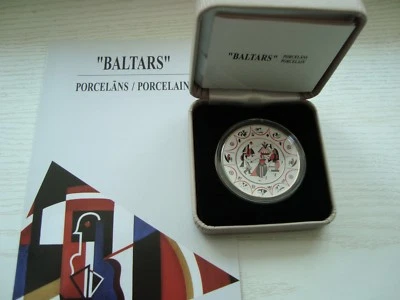 "BALTARS"
PORCELĀNS / PORCELAIN
"BALTARS" PORCELĀNS
PORCELAIN